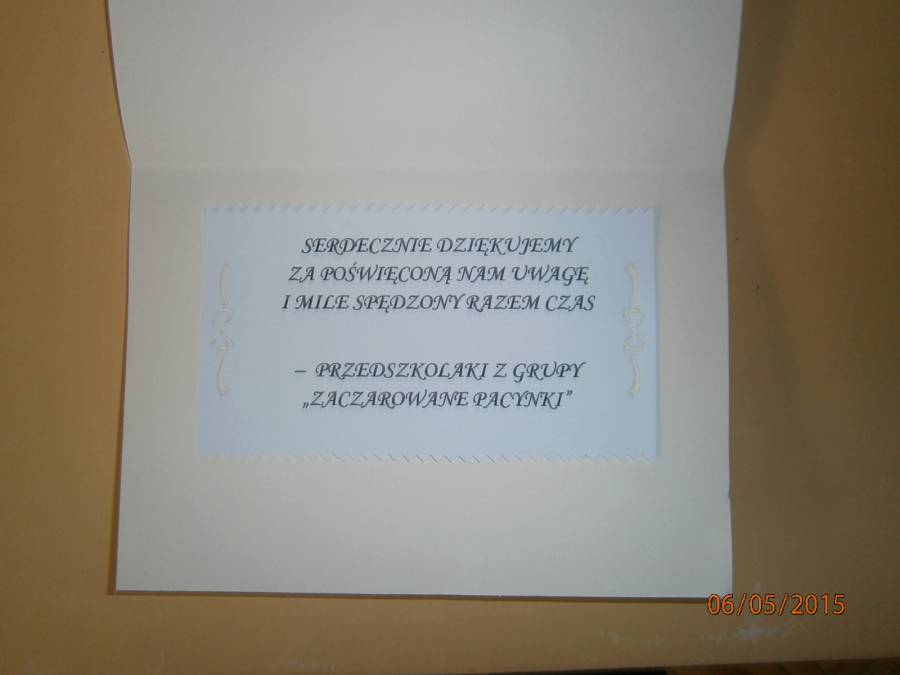 SERDECZNIE DZIĘKUJEMY
ZA POŚWIĘCONĄ NAM UWAGĘ
I MILE SPĘDZONY RAZEM CZAS
– PRZEDSZKOLAKI Z GRUPY
„ZACZAROWANE PACYNKI”
06/05/2015